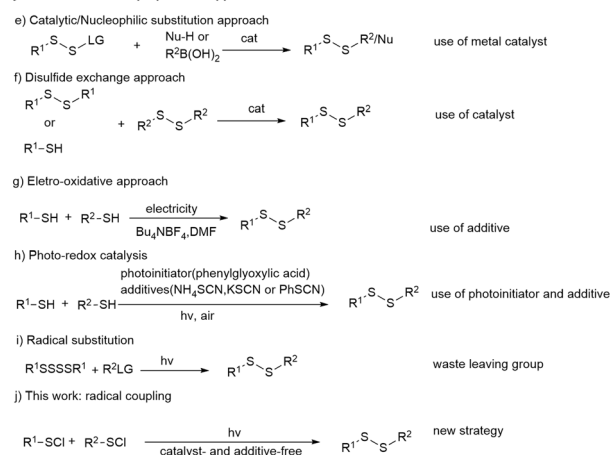 e) Catalytic/Nucleophilic substitution approach
R1 S S LG + Nu-H or R2B(OH)2 cat R1 S S R2/Nu use of metal catalyst
f) Disulfide exchange approach
R1 S S R1
or + R2 S S R2 cat R1 S S R2 use of catalyst
R1–SH
g) Eletro-oxidative approach
R1–SH + R2–SH electricity R1 S S R2
Bu4NBF4,DMF use of additive
h) Photo-redox catalysis
photoinitiator(phenylglyoxylic acid)
additives(NH4SCN,KSCN or PhSCN)
R1–SH + R2–SH R1 S S R2 use of photoinitiator and additive
hv, air
i) Radical substitution
R1SSSSR1 + R2LG hv R1 S S R2 waste leaving group
j) This work: radical coupling
R1–SCl + R2–SCl hv R1 S S R2 new strategy
catalyst- and additive-free